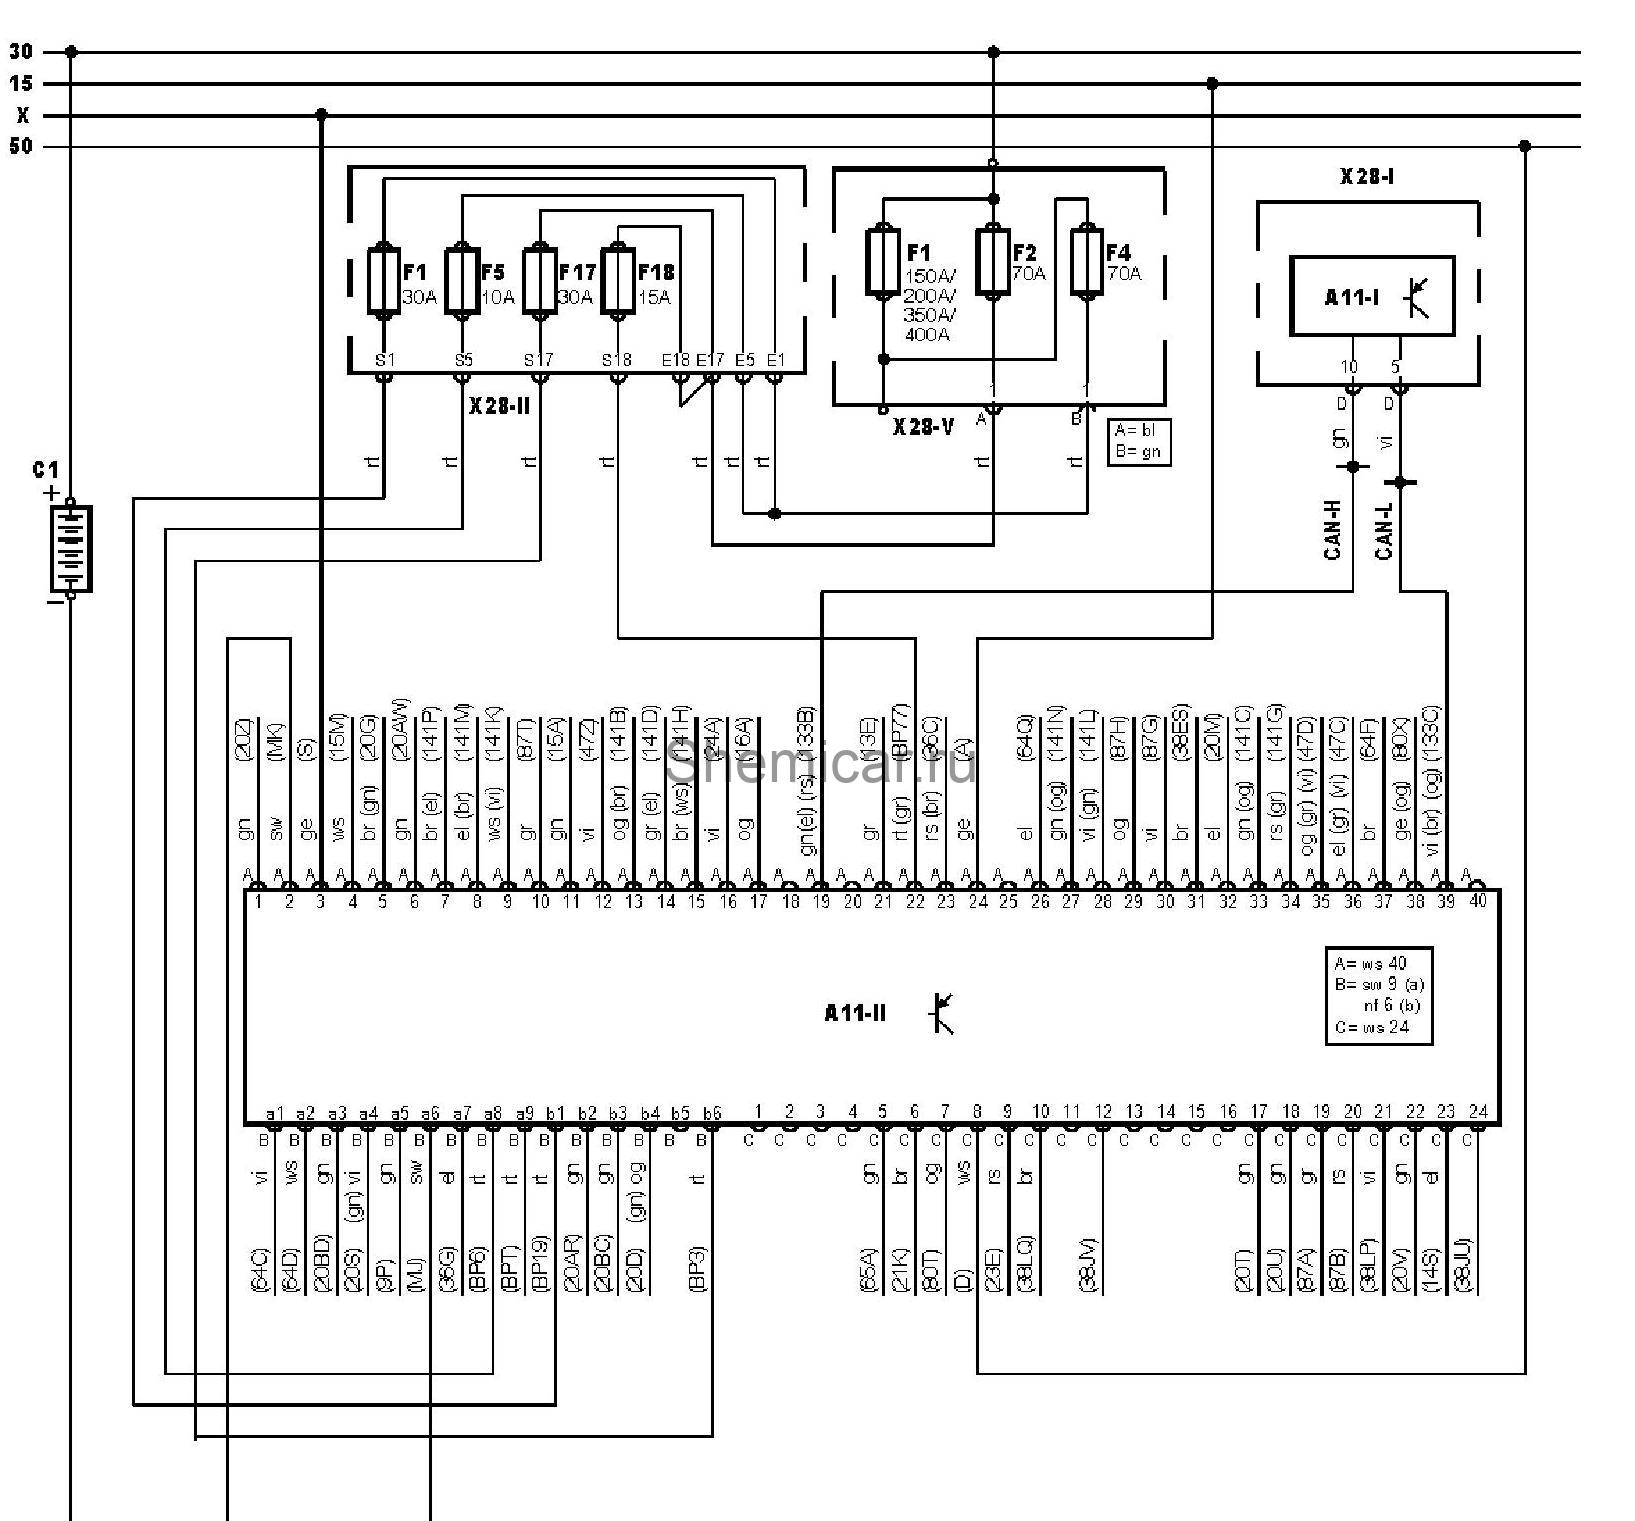 30
15
X
50
X28-I
F1
30A
F5
10A
F17
30A
F18
15A
F1
150A/
200A/
350A/
400A
F2
70A
F4
70A
A11-I
S1 S5 S17 S18 E18 E17 E5 E1
10 5
X28-II
X28-V
1 1
A B
D D
A= bl
B= gn
gn vi
rt rt rt rt rt rt rt rt rt
C1
+
−
CAN-H CAN-L
(20Z) (MK) (S) (15M) (20G) (20AW) (141P) (141M) (141K) (87T) (15A) (47Z) (141B) (141D) (141H) (24A) (16A) (133B) (13E) (BP77) (36C) (A) (64Q) (141N) (141L) (87H) (87G) (38ES) (20M) (141C) (141G) (47D) (47C) (64F) (80X) (133C)
Shemicar.ru
gn sw ge ws br (gn) gn br (el) el (br) ws (vi) gr gn vi og (br) gr (el) br (ws) vi og gn(el) (rs) gr rt (gr) rs (br) ge el gn (og) vi (gn) og vi br el gn (og) rs (gr) og (gr) (vi) el (gr) (vi) br ge (og) vi (br) (og)
A A A A A A A A A A A A A A A A A A A A A A A A A A A A A A A A A A A A A A A A
1 2 3 4 5 6 7 8 9 10 11 12 13 14 15 16 17 18 19 20 21 22 23 24 25 26 27 28 29 30 31 32 33 34 35 36 37 38 39 40
A= ws 40
B= sw 9 (a)
nf 6 (b)
C= ws 24
A11-II
a1 a2 a3 a4 a5 a6 a7 a8 a9 b1 b2 b3 b4 b5 b6 1 2 3 4 5 6 7 8 9 10 11 12 13 14 15 16 17 18 19 20 21 22 23 24
B B B B B B B B B B B B B B B C C C C C C C C C C C C C C C C C C C C C C C C
vi ws gn (gn) vi gn sw el rt rt rt gn gn (gn) og rt gn br og ws rs br gn gn gr rs vi gn el
(64C) (64D) (20BD) (20S) (9P) (MJ) (36G) (BP6) (BPT) (BP19) (20AR) (20BC) (20D) (BP3) (65A) (21K) (80T) (D) (23E) (38LQ) (38JV) (20T) (20U) (87A) (87B) (38LP) (20V) (14S) (38JU)